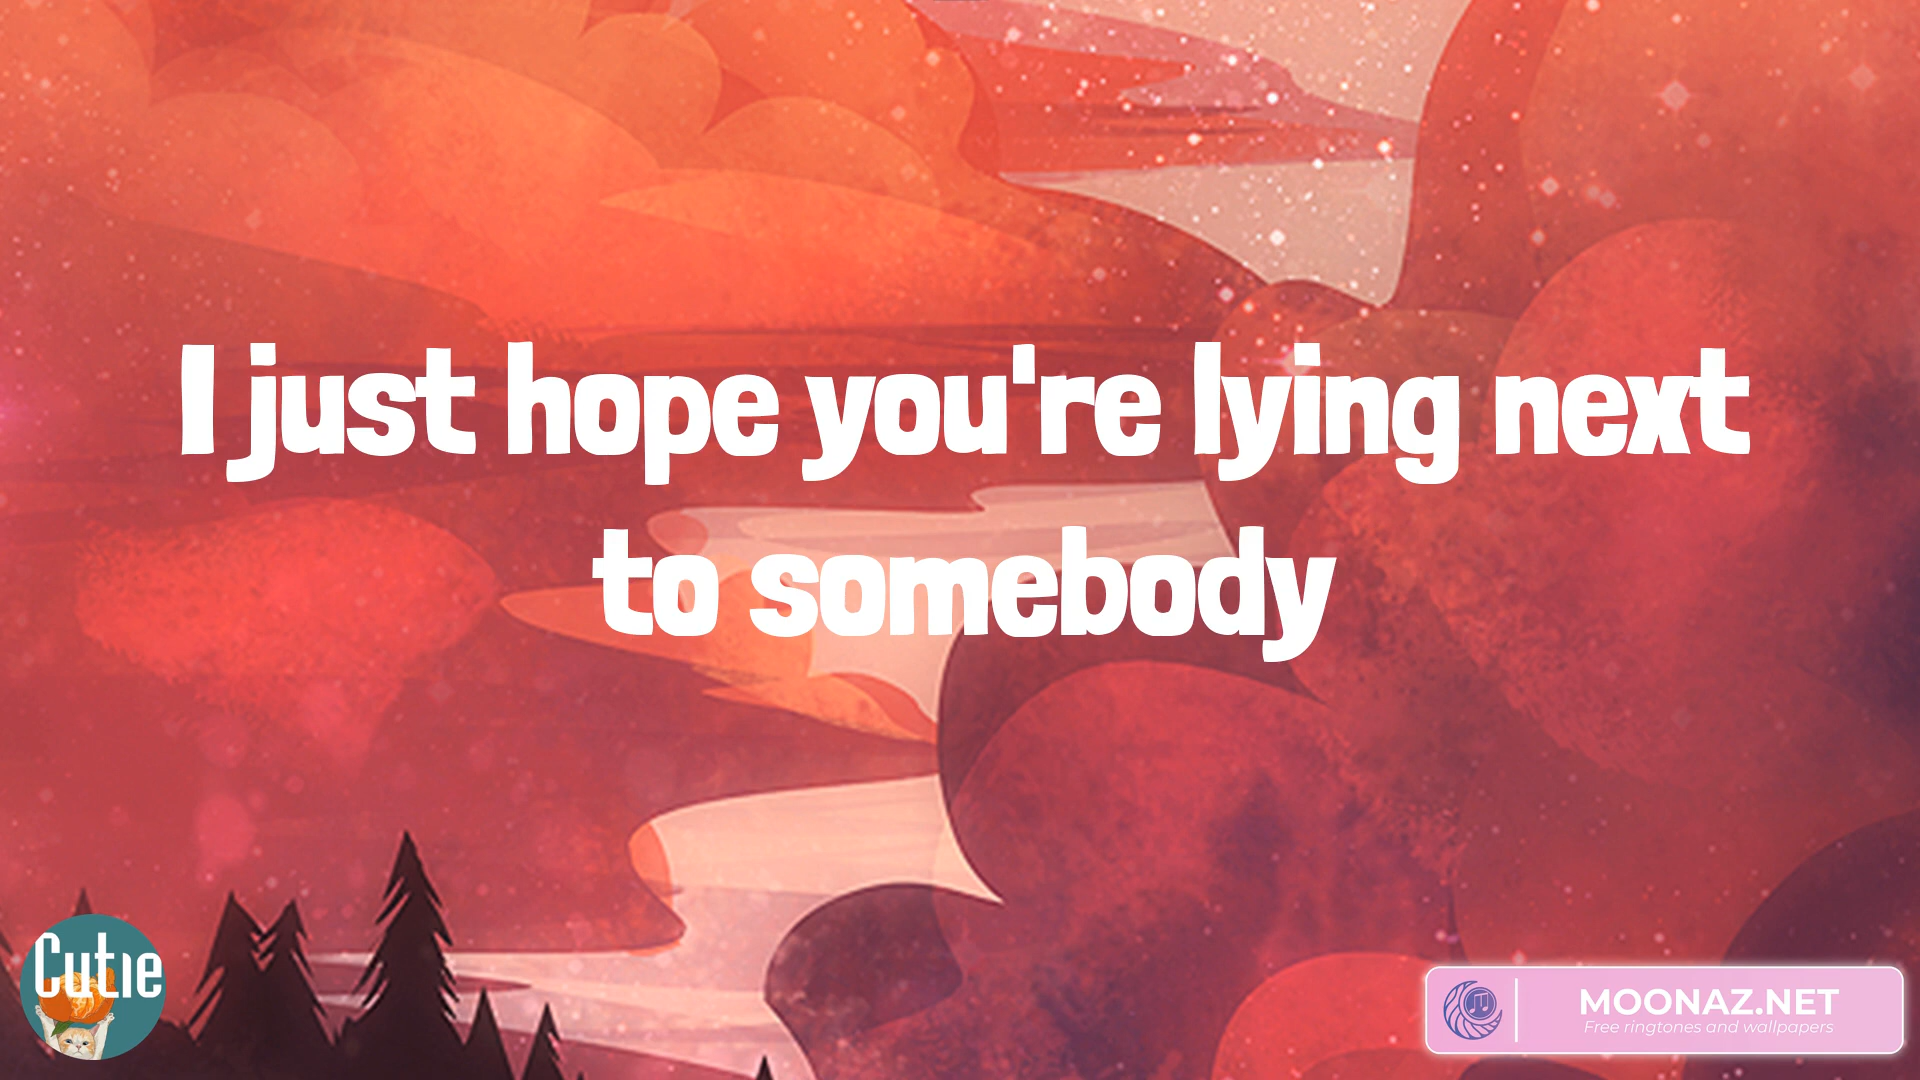 I just hope you're lying next
to somebody
Cutie
MOONAZ.NET
Free ringtones and wallpapers